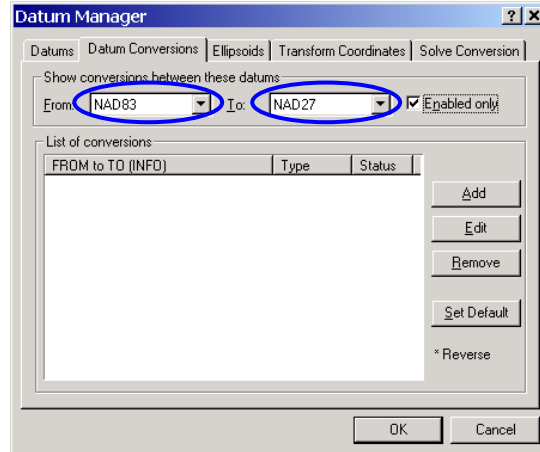 Datum Manager
Datums Datum Conversions Ellipsoids Transform Coordinates Solve Conversion
Show conversions between these datums
From: NAD83 To: NAD27 Enabled only
List of conversions
FROM to TO (INFO) Type Status
Add
Edit
Remove
Set Default
* Reverse
OK Cancel